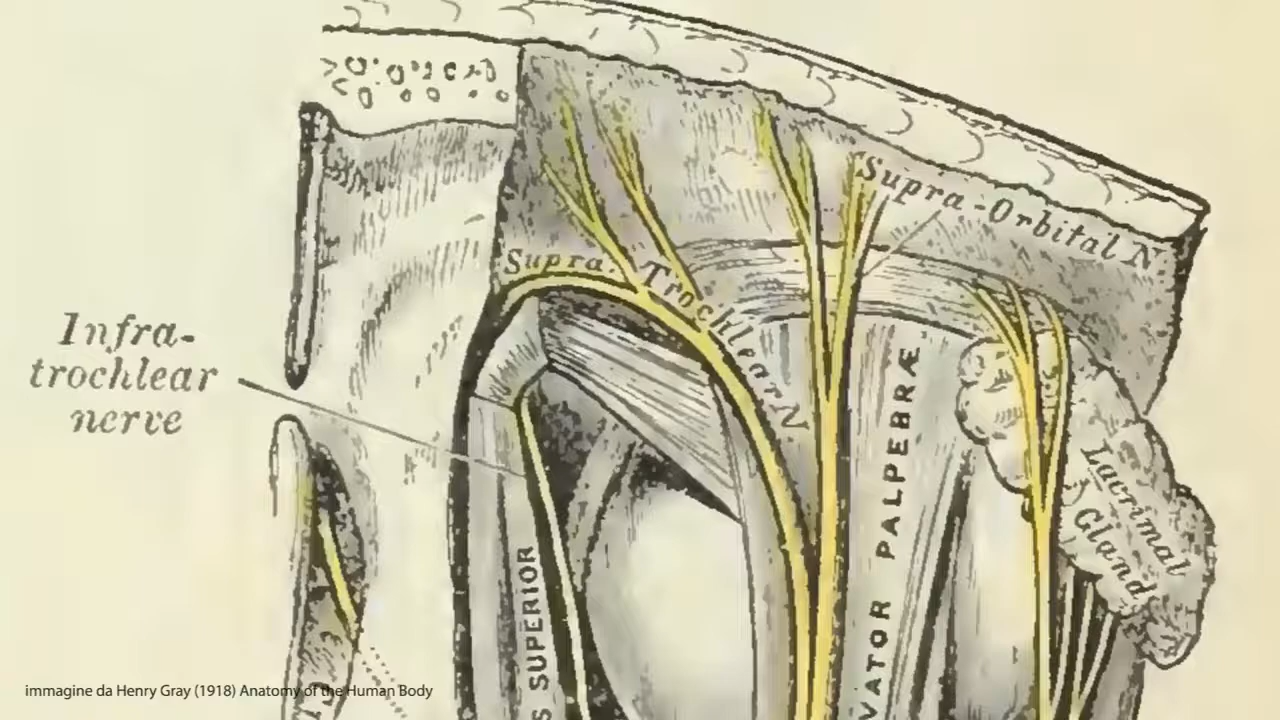 Supra-Orbital N.
Supra-Trochlear N.
Infra-
trochlear
nerve
VATOR PALPEBRÆ
Lacrimal
Gland
S SUPERIOR
immagine da Henry Gray (1918) Anatomy of the Human Body